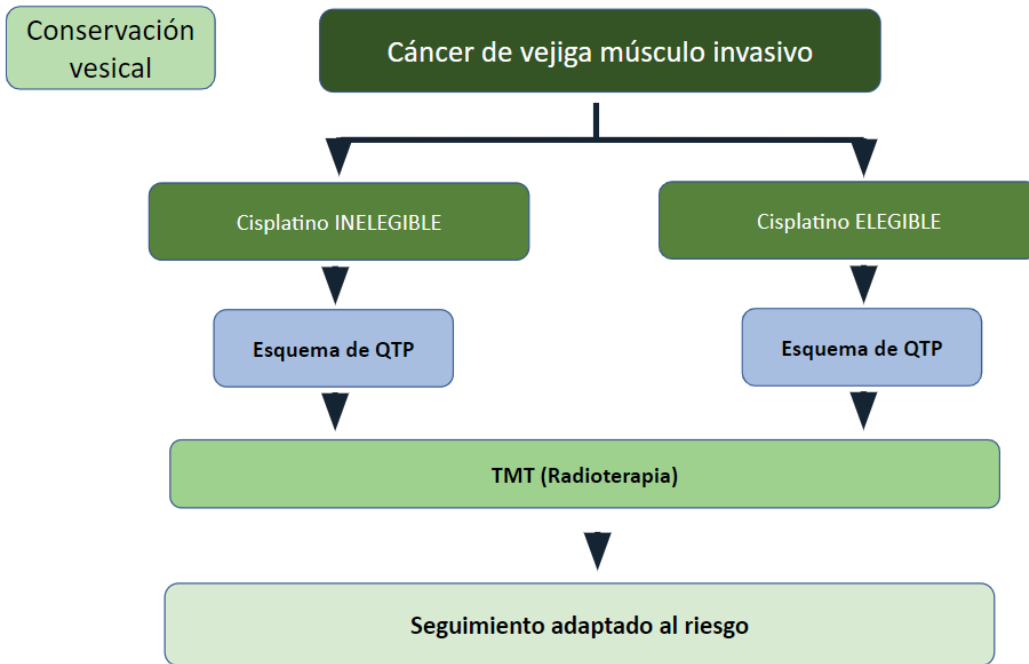 Conservación
vesical
Cáncer de vejiga músculo invasivo
Cisplatino INELEGIBLE
Cisplatino ELEGIBLE
Esquema de QTP
Esquema de QTP
TMT (Radioterapia)
Seguimiento adaptado al riesgo